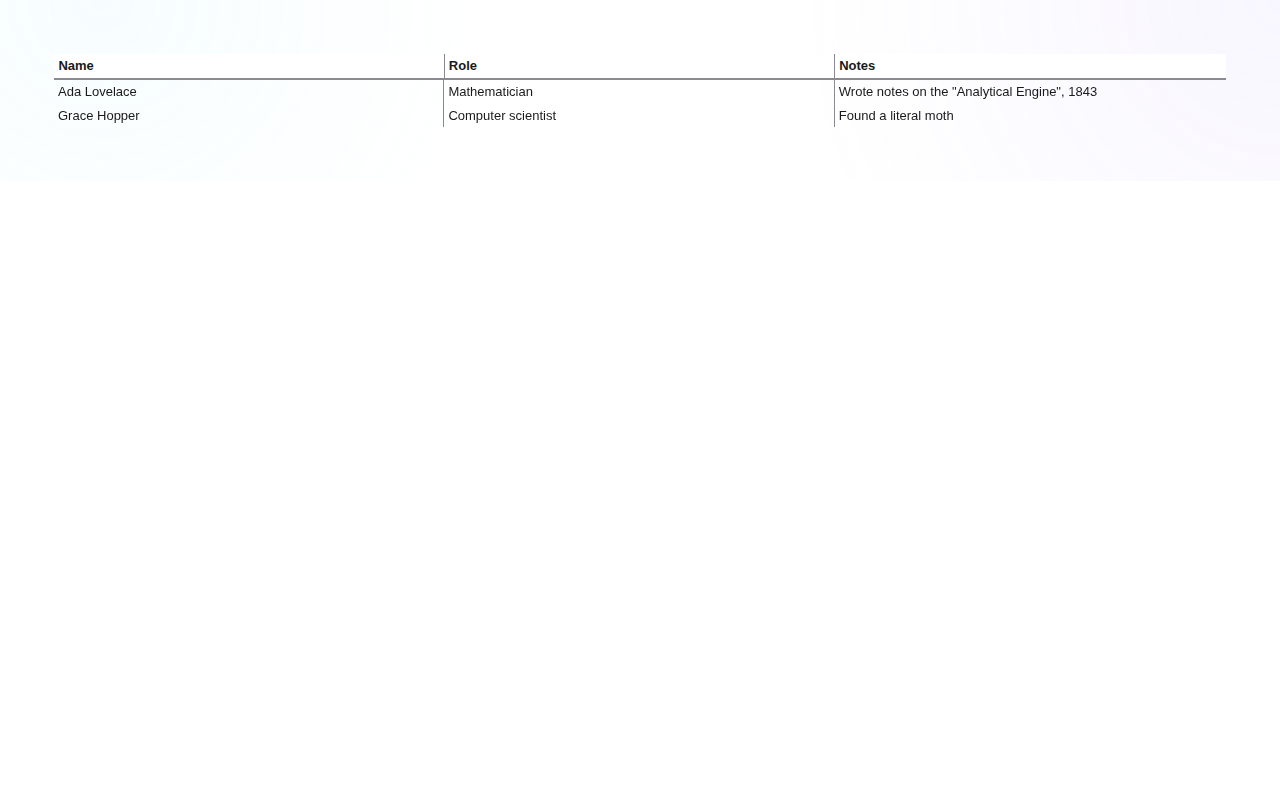 Name Role Notes
Ada Lovelace Mathematician Wrote notes on the "Analytical Engine", 1843
Grace Hopper Computer scientist Found a literal moth